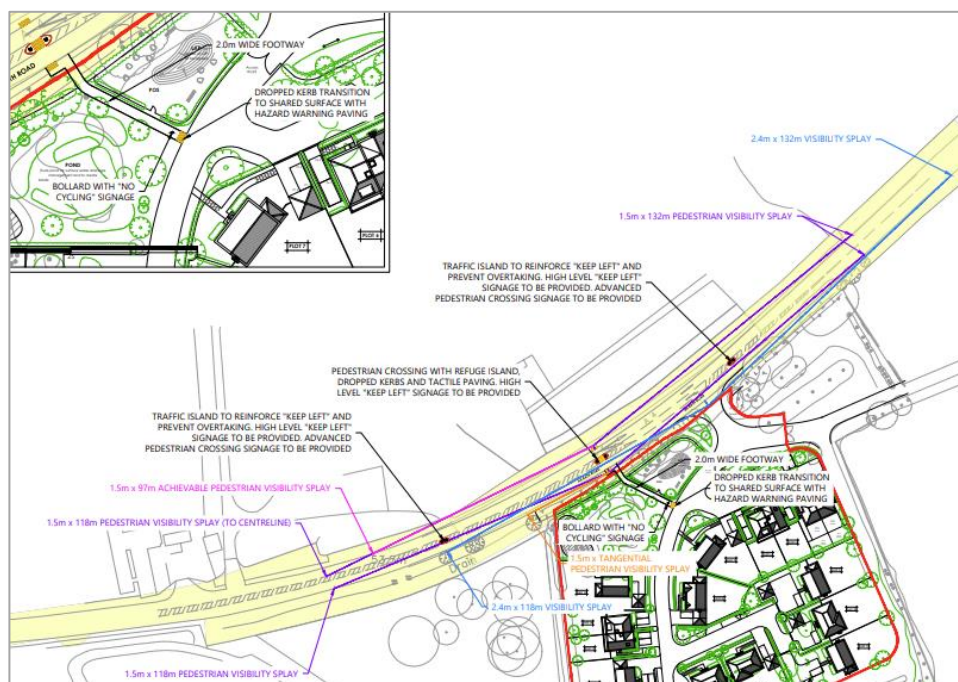 2.0m WIDE FOOTWAY
POS
DROPPED KERB TRANSITION
TO SHARED SURFACE WITH
HAZARD WARNING PAVING
POND
BOLLARD WITH "NO
CYCLING" SIGNAGE
PLOT 7
PLOT 6
2.4m x 132m VISIBILITY SPLAY
1.5m x 132m PEDESTRIAN VISIBILITY SPLAY
TRAFFIC ISLAND TO REINFORCE "KEEP LEFT" AND
PREVENT OVERTAKING. HIGH LEVEL "KEEP LEFT"
SIGNAGE TO BE PROVIDED. ADVANCED
PEDESTRIAN CROSSING SIGNAGE TO BE PROVIDED
PEDESTRIAN CROSSING WITH REFUGE ISLAND,
DROPPED KERBS AND TACTILE PAVING. HIGH
LEVEL "KEEP LEFT" SIGNAGE TO BE PROVIDED
TRAFFIC ISLAND TO REINFORCE "KEEP LEFT" AND
PREVENT OVERTAKING. HIGH LEVEL "KEEP LEFT"
SIGNAGE TO BE PROVIDED. ADVANCED
PEDESTRIAN CROSSING SIGNAGE TO BE PROVIDED
2.0m WIDE FOOTWAY
DROPPED KERB TRANSITION
TO SHARED SURFACE WITH
HAZARD WARNING PAVING
1.5m x 97m ACHIEVABLE PEDESTRIAN VISIBILITY SPLAY
1.5m x 118m PEDESTRIAN VISIBILITY SPLAY (TO CENTRELINE)
BOLLARD WITH "NO
CYCLING" SIGNAGE
1.5m x TANGENTIAL
PEDESTRIAN VISIBILITY SPLAY
2.4m x 118m VISIBILITY SPLAY
1.5m x 118m PEDESTRIAN VISIBILITY SPLAY